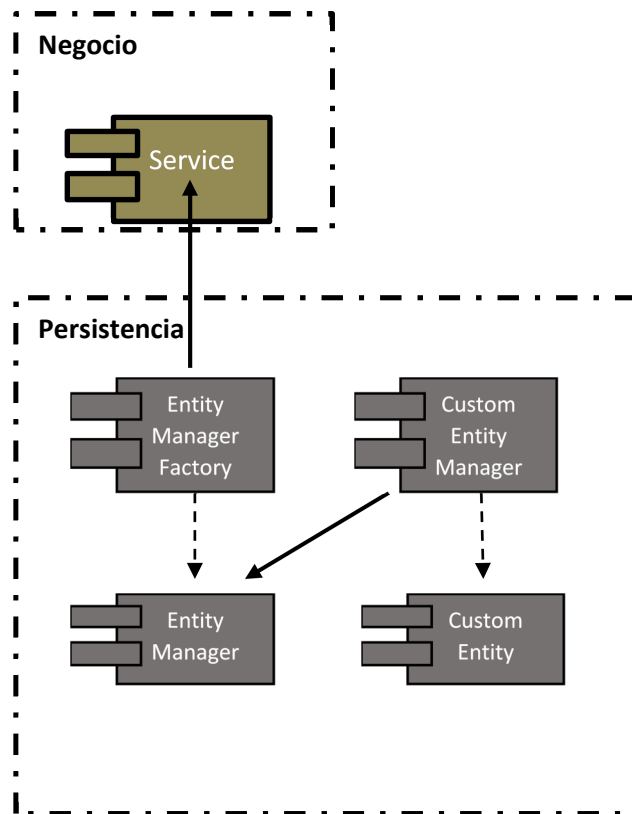 Negocio
Service
Persistencia
Entity
Manager
Factory
Custom
Entity
Manager
Entity
Manager
Custom
Entity